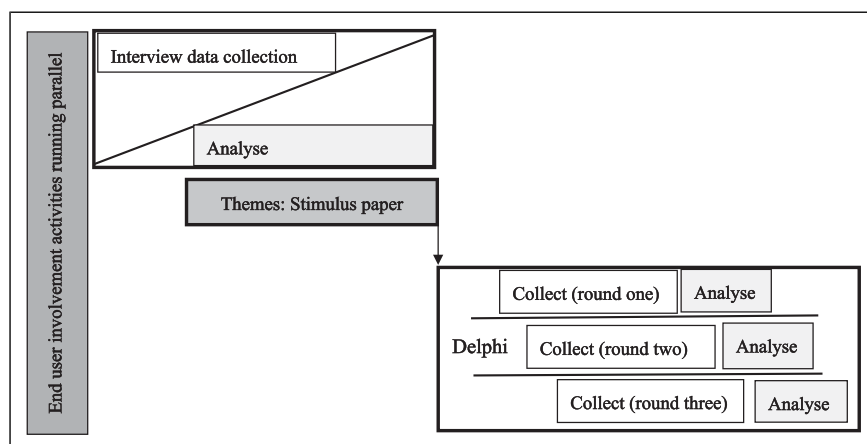 End user involvement activities running parallel
Interview data collection
Analyse
Themes: Stimulus paper
Collect (round one)
Analyse
Delphi
Collect (round two)
Analyse
Collect (round three)
Analyse